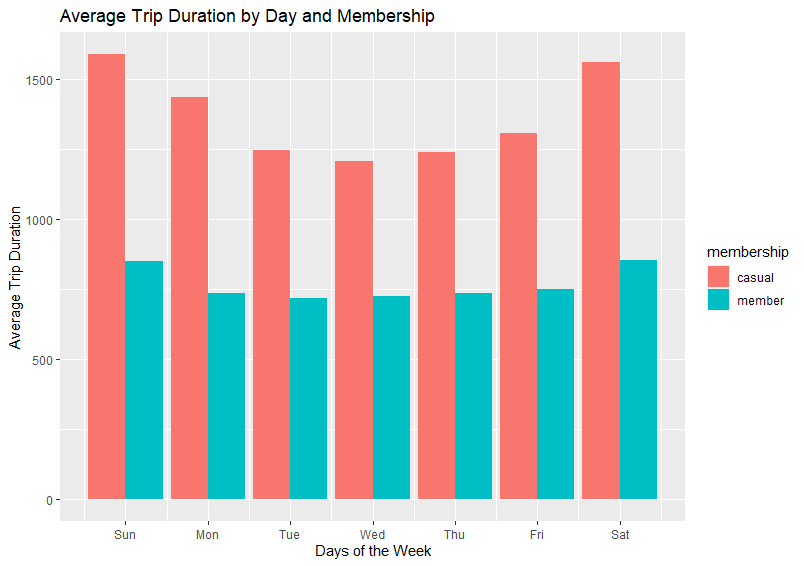 Average Trip Duration by Day and Membership
Average Trip Duration
1500
1000
500
0
Sun Mon Tue Wed Thu Fri Sat
Days of the Week
membership
casual
member